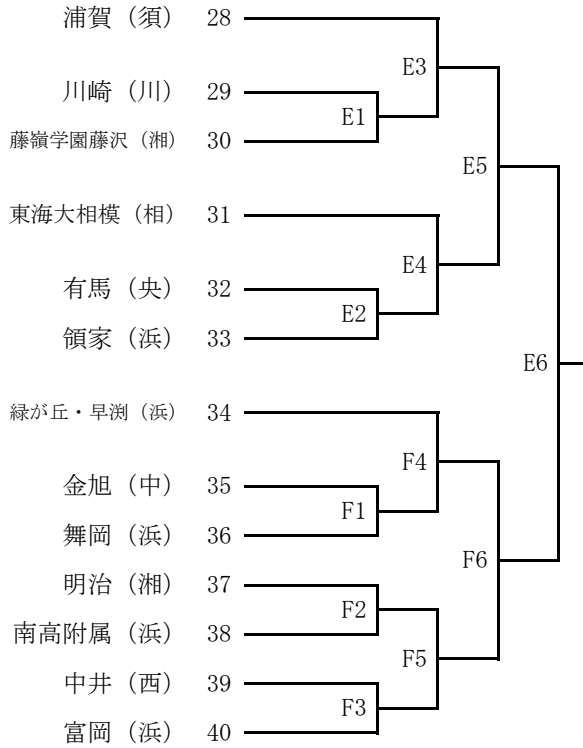 浦賀（須） 28
E3
川崎（川） 29
E1
藤嶺学園藤沢（湘） 30
E5
東海大相模（相） 31
E4
有馬（央） 32
E2
領家（浜） 33
E6
緑が丘・早渕（浜） 34
F4
金旭（中） 35
F1
舞岡（浜） 36
F6
明治（湘） 37
F2
南高附属（浜） 38
F5
中井（西） 39
F3
富岡（浜） 40